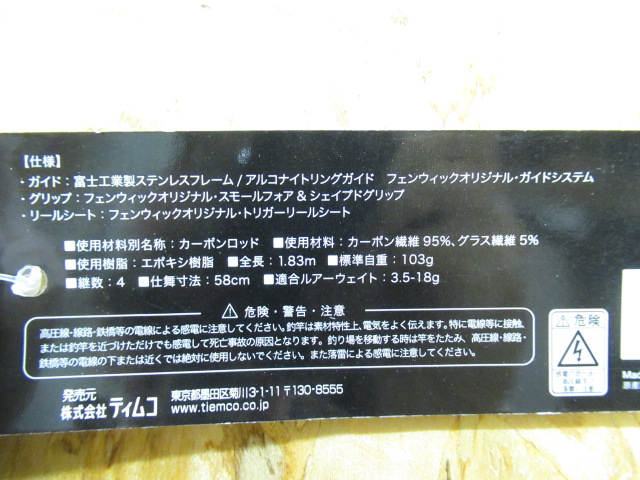 【仕様】
・ガイド：富士工業製ステンレスフレーム/アルコナイトリングガイド　フェンウィックオリジナル・ガイドシステム
・グリップ：フェンウィックオリジナル・スモールフォア＆シェイプドグリップ
・リールシート：フェンウィックオリジナル・トリガーリールシート
■使用材料別名称：カーボンロッド　■使用材料：カーボン繊維 95%、グラス繊維 5%
■使用樹脂：エポキシ樹脂　■全長：1.83m　■標準自重：103g
■継数：4　■仕舞寸法：58cm　■適合ルアーウェイト：3.5-18g
⚠ 危険・警告・注意
高圧線・線路・鉄橋等の電線による感電に注意してください。釣竿は素材特性上、電気をよく伝えます。特に電線等に接触、
または釣竿を近づけただけでも感電して死亡事故の原因となります。釣り場を移動する時は竿をたたみ、高圧線・線路・
鉄橋等の電線の下または近くでは絶対に使用しないでください。また落雷による感電に注意してください。
⚠ 危険
発売元
株式会社ティムコ
東京都墨田区菊川3-1-11 〒130-8555
www.tiemco.co.jp
Mad